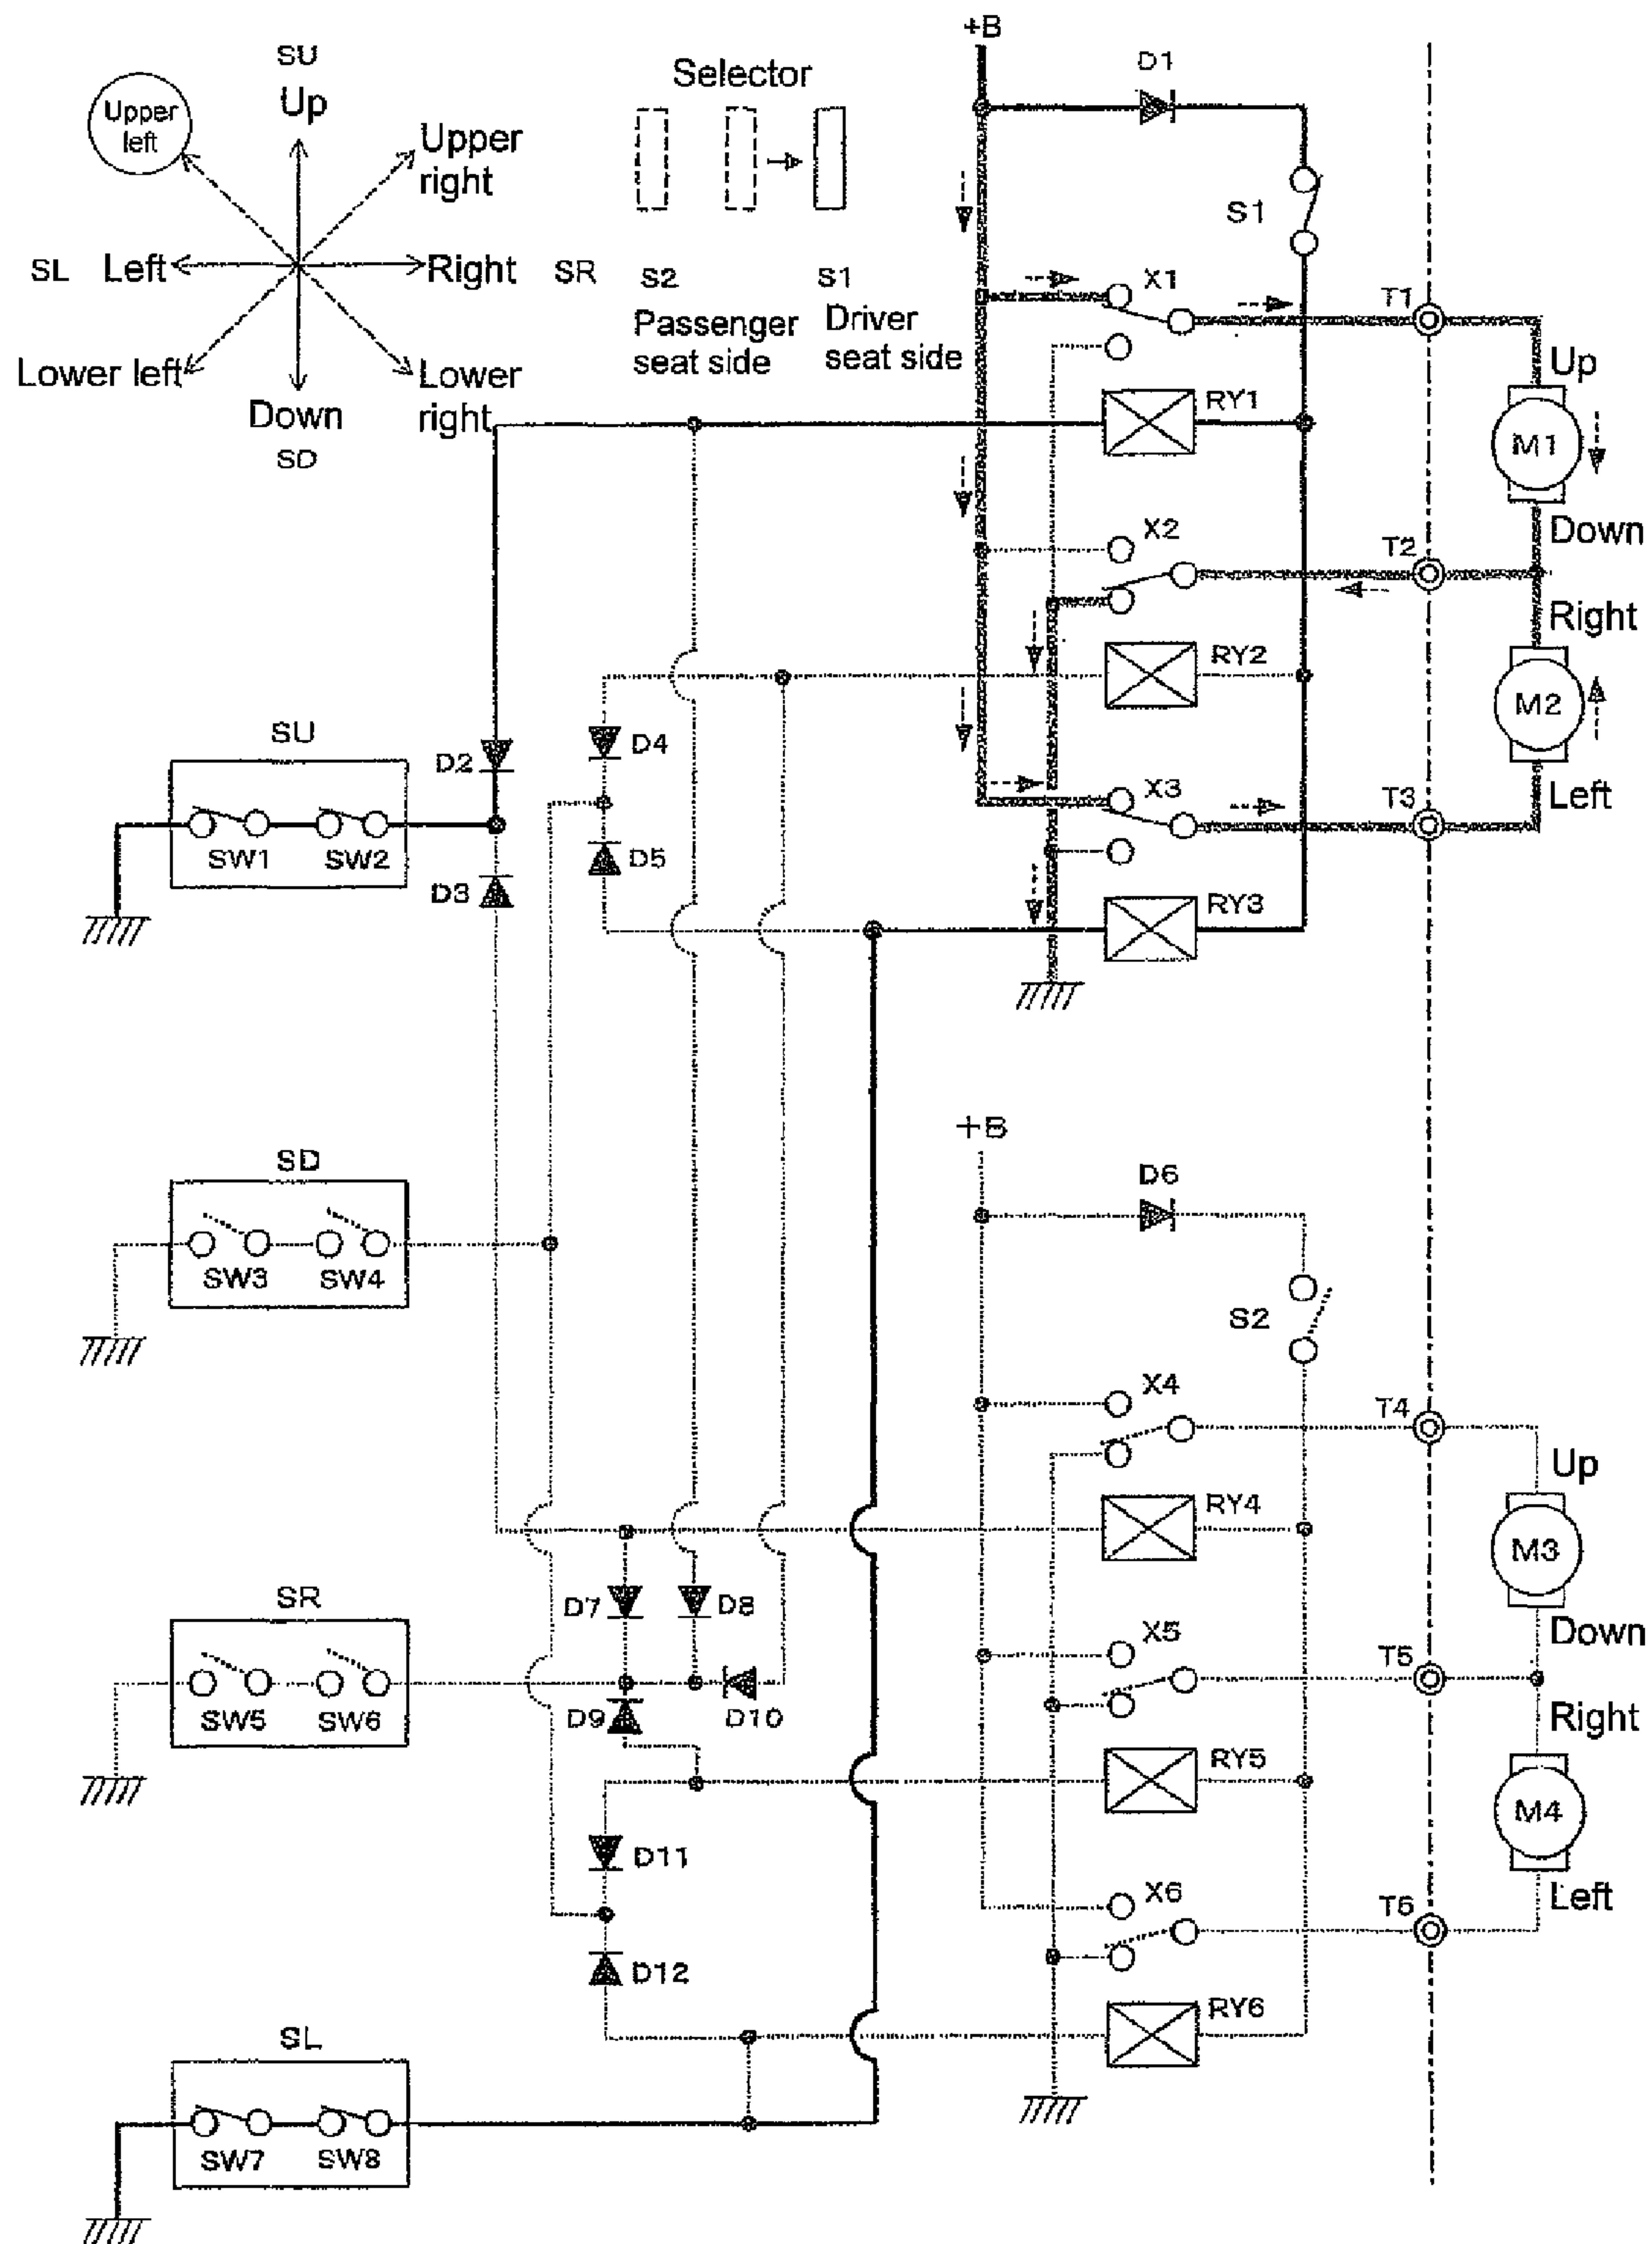 SU
Up
Upper
left
Upper
right
SL
Left
Right
SR
Lower left
Lower
right
Down
SD
Selector
S2
Passenger
seat side
S1
Driver
seat side
+B
D1
S1
X1
T1
Up
RY1
M1
Down
X2
T2
Right
RY2
M2
SU
D2
D4
SW1
SW2
X3
T3
Left
D5
D3
RY3
+B
SD
D6
SW3
SW4
S2
X4
T4
Up
RY4
M3
SR
D7
D8
X5
T5
Down
SW5
SW6
D9
D10
Right
RY5
M4
D11
X6
T6
Left
D12
RY6
SL
SW7
SW8